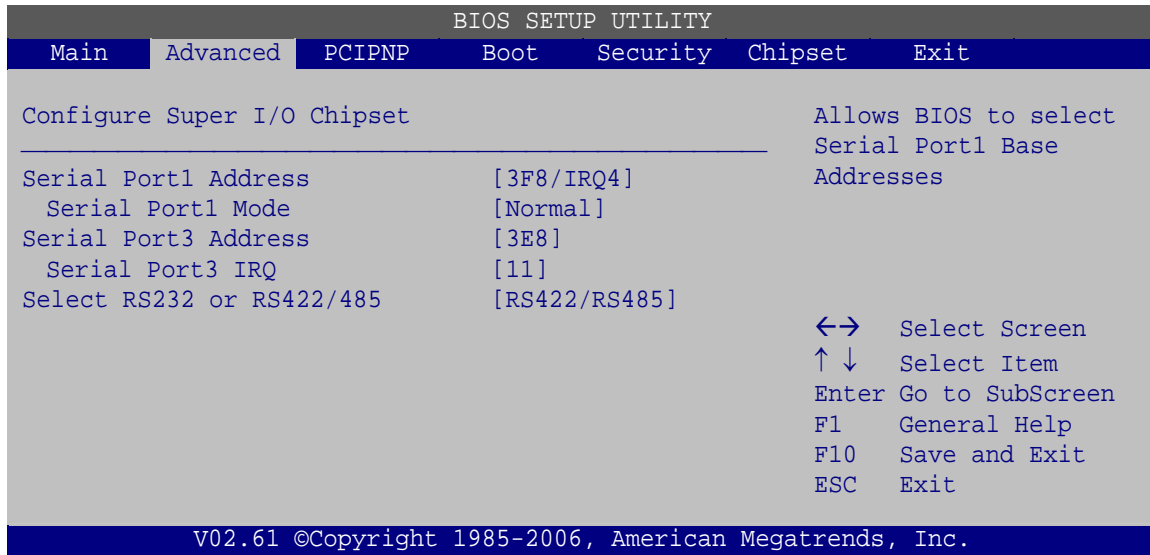 BIOS SETUP UTILITY
Main Advanced PCIPNP Boot Security Chipset Exit
Configure Super I/O Chipset
Serial Port1 Address [3F8/IRQ4]
Serial Port1 Mode [Normal]
Serial Port3 Address [3E8]
Serial Port3 IRQ [11]
Select RS232 or RS422/485 [RS422/RS485]
Allows BIOS to select
Serial Port1 Base
Addresses
←→ Select Screen
↑ ↓ Select Item
Enter Go to SubScreen
F1 General Help
F10 Save and Exit
ESC Exit
V02.61 ©Copyright 1985-2006, American Megatrends, Inc.